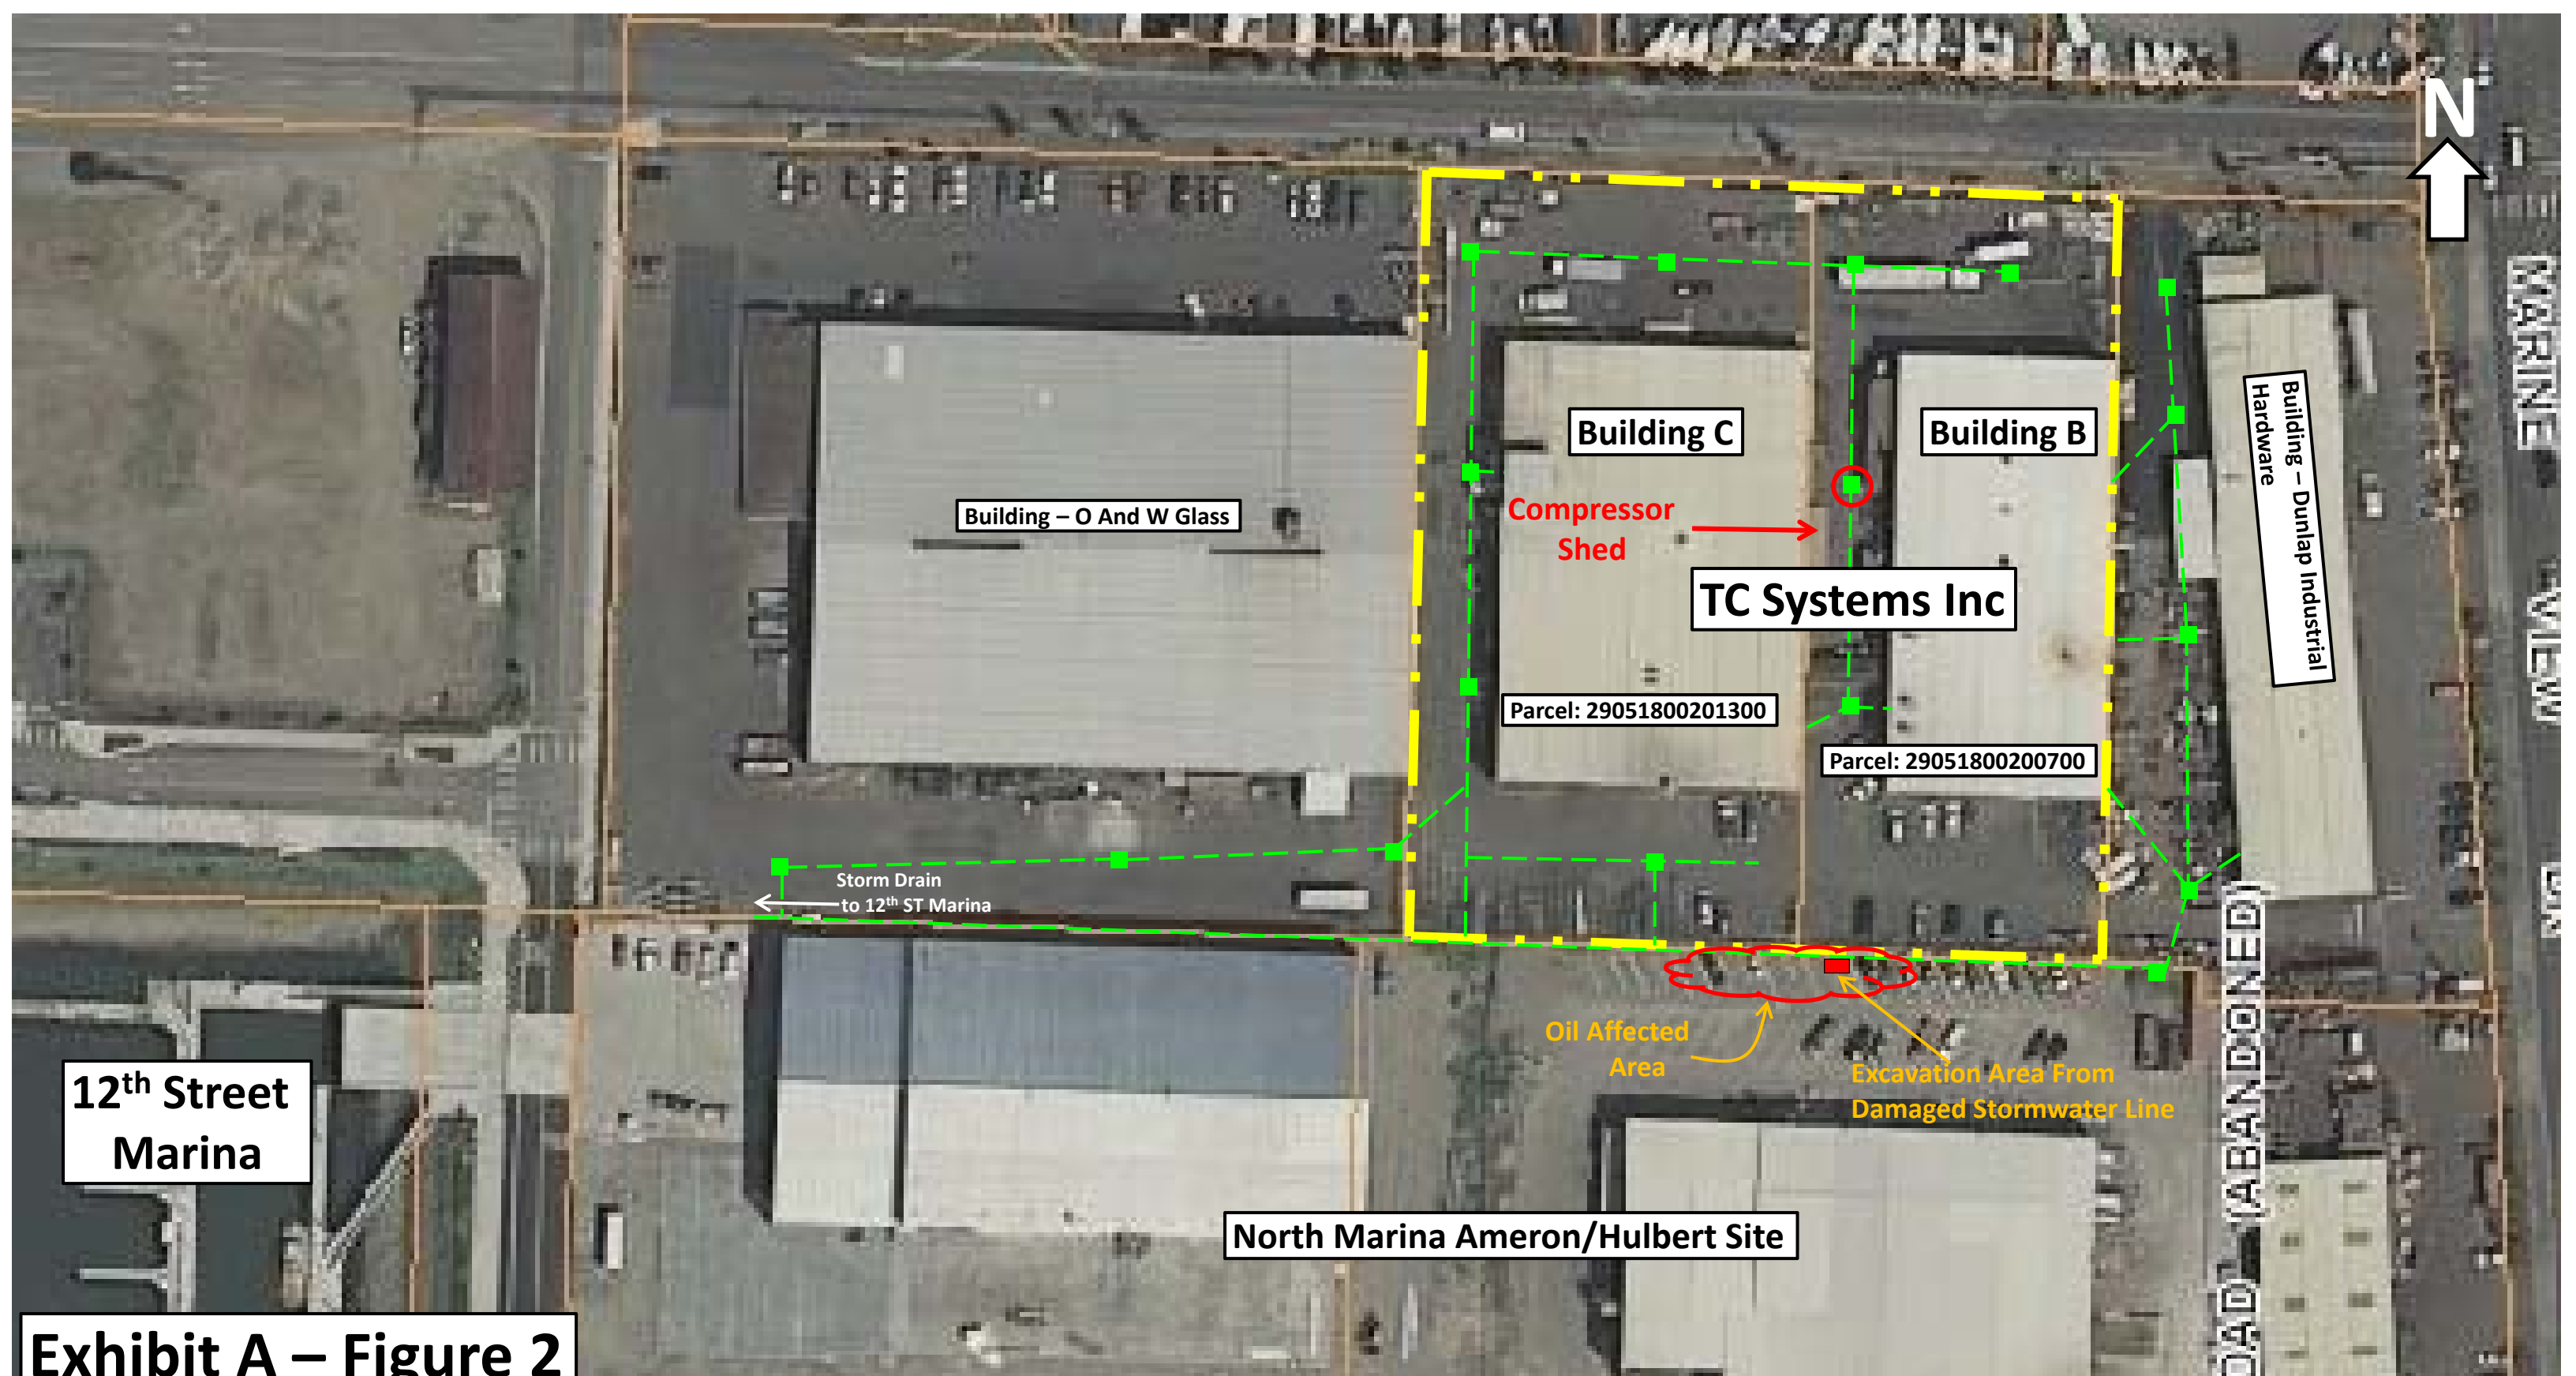 N
MARINE
VIEW
DR
Building C
Building B
Building – Dunlap Industrial
Hardware
Building – O And W Glass
Compressor
Shed
TC Systems Inc
Parcel: 29051800201300
Parcel: 29051800200700
Storm Drain
to 12th ST Marina
(ABANDONED)
Oil Affected
Area
Excavation Area From
Damaged Stormwater Line
12th Street
Marina
North Marina Ameron/Hulbert Site
Exhibit A – Figure 2